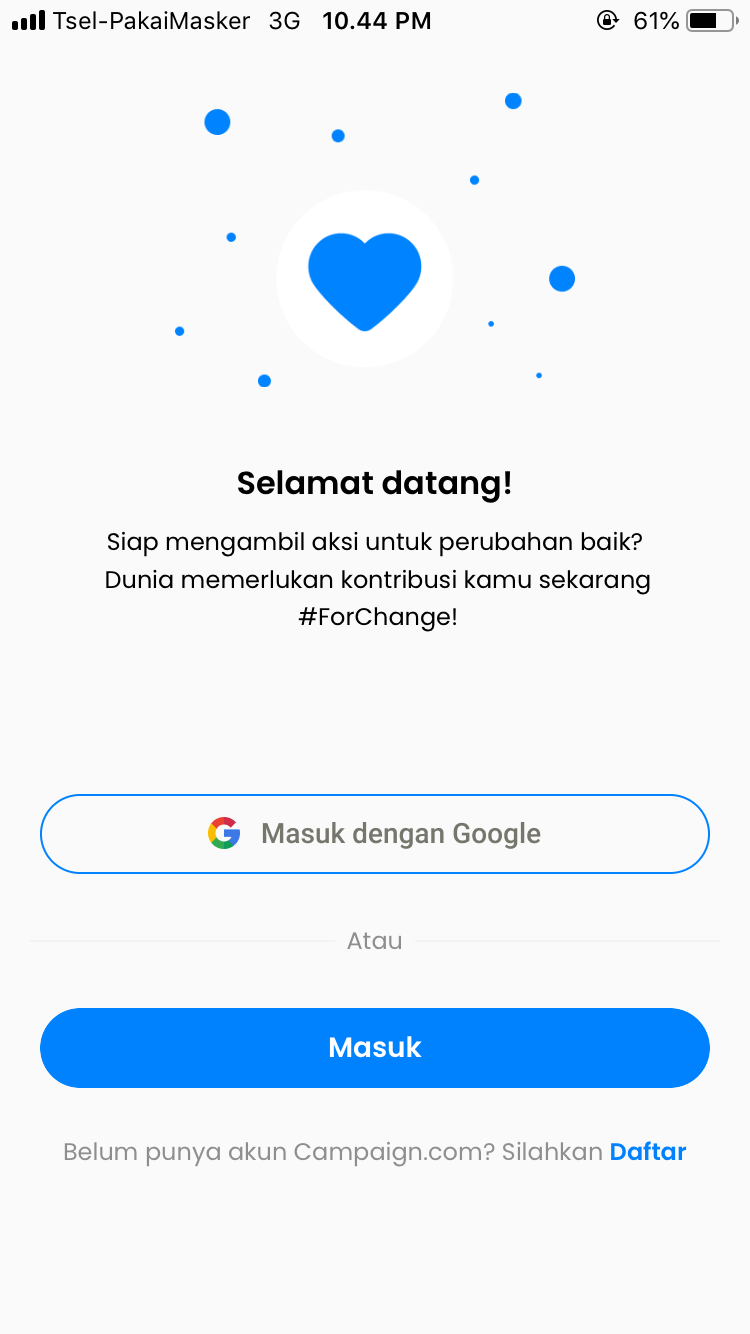 Tsel-PakaiMasker 3G 10.44 PM 61%
Selamat datang!
Siap mengambil aksi untuk perubahan baik?
Dunia memerlukan kontribusi kamu sekarang
#ForChange!
Masuk dengan Google
Atau
Masuk
Belum punya akun Campaign.com? Silahkan Daftar